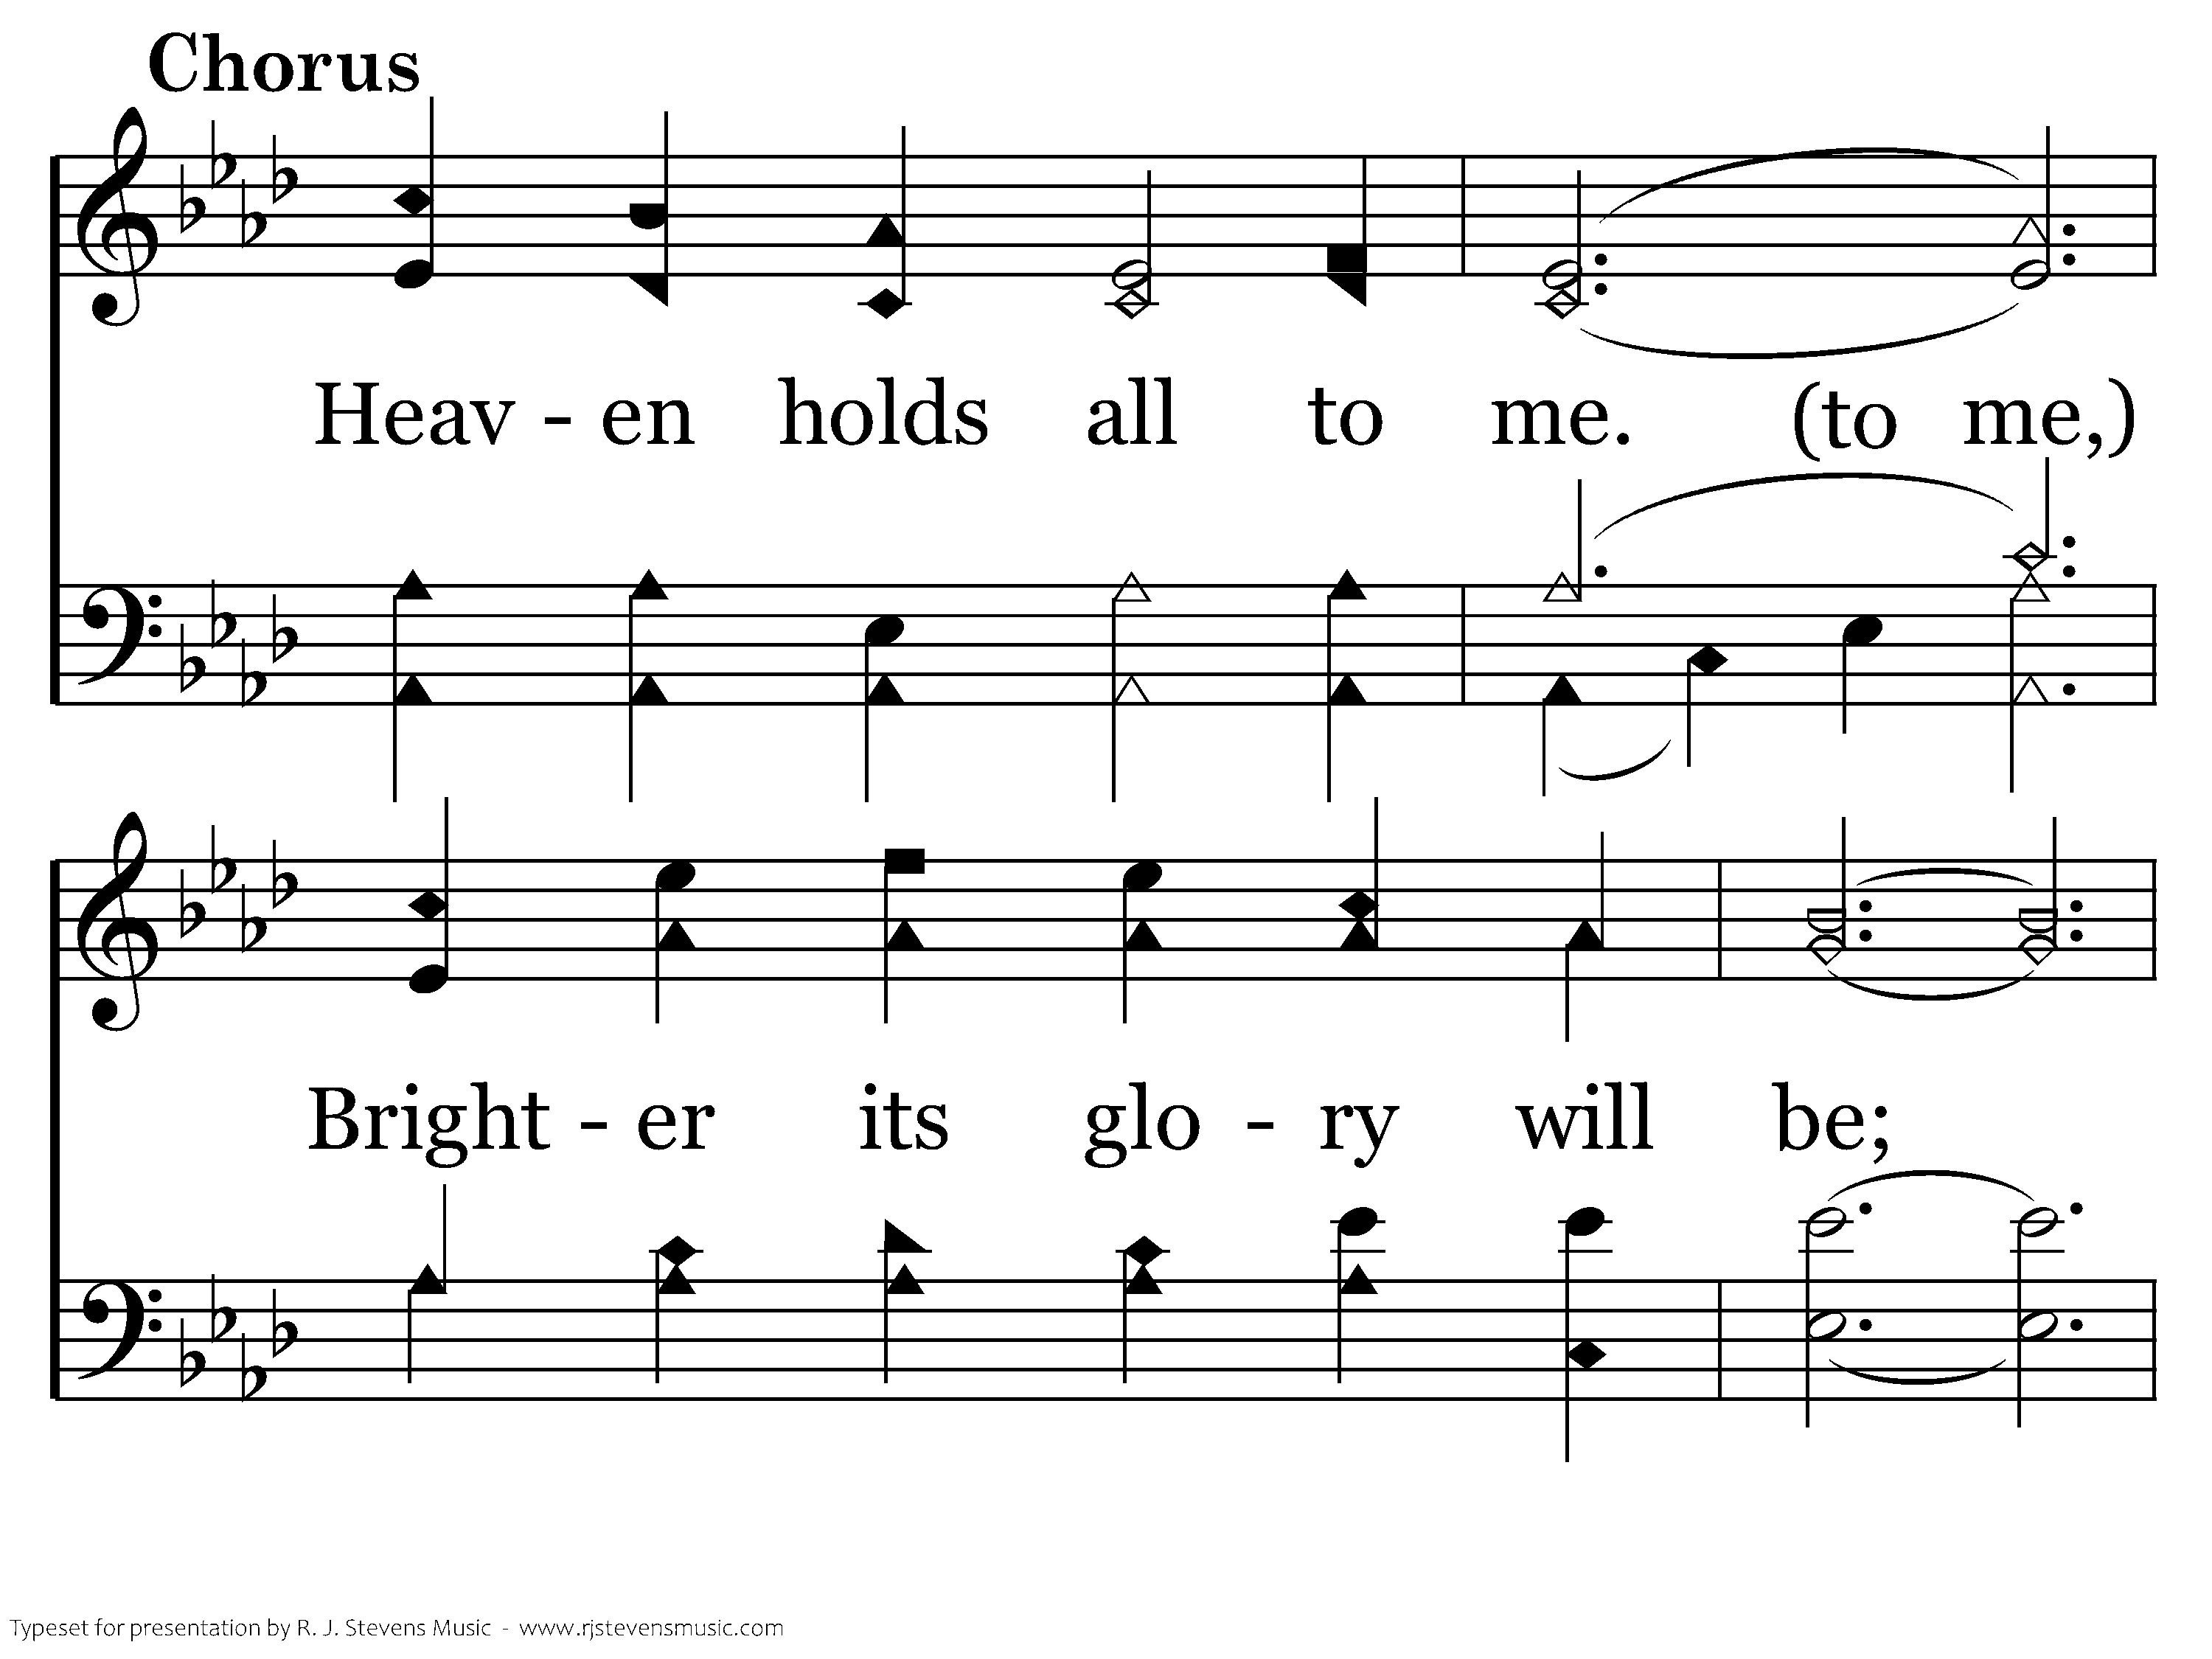 Chorus
Heav - en holds all to me. (to me,)
Bright - er its glo - ry will be;
Typeset for presentation by R. J. Stevens Music - www.rjstevensmusic.com